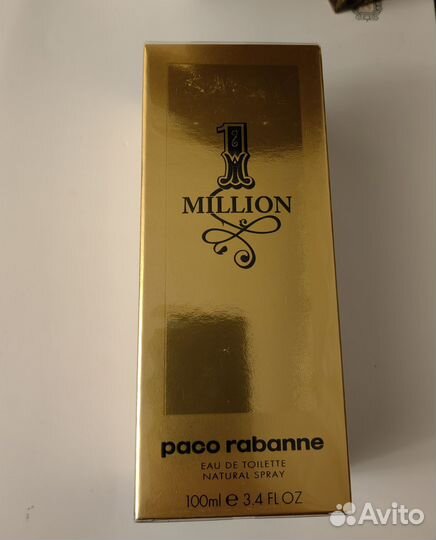 1
MILLION
paco rabanne
EAU DE TOILETTE
NATURAL SPRAY
100ml e 3.4 FL OZ
Avito